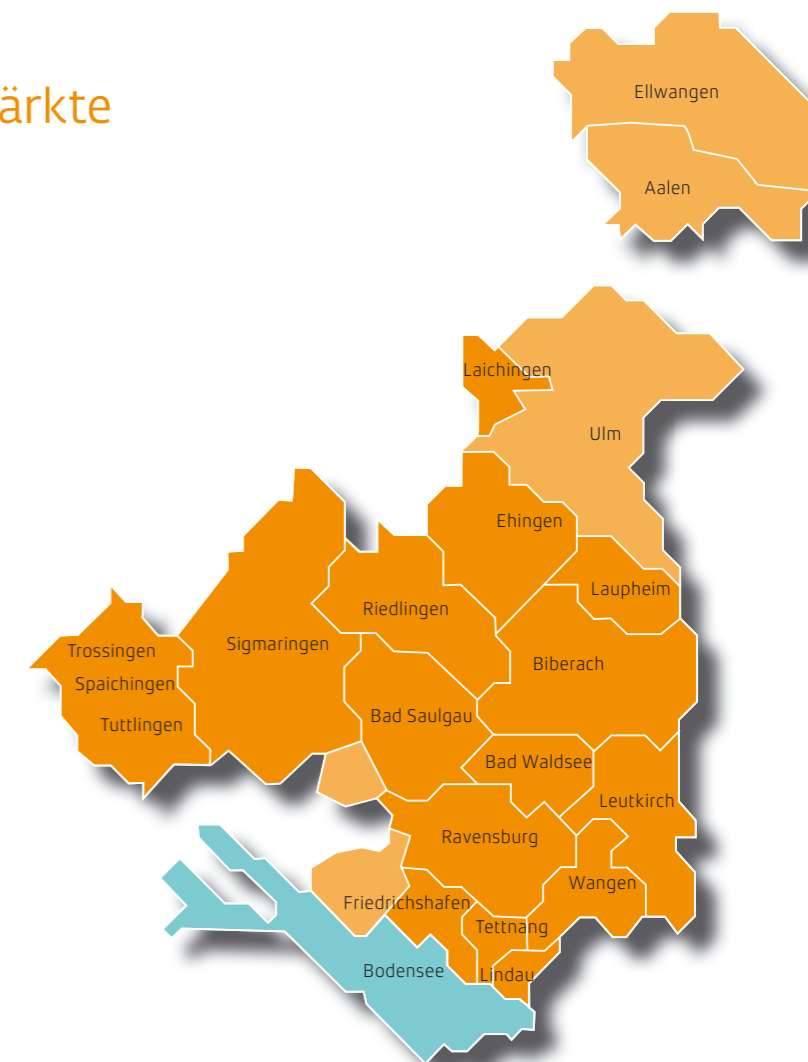 ärkte
Ellwangen
Aalen
Laichingen
Ulm
Ehingen
Laupheim
Riedlingen
Trossingen
Sigmaringen
Biberach
Spaichingen
Tuttlingen
Bad Saulgau
Bad Waldsee
Leutkirch
Ravensburg
Wangen
Friedrichshafen
Tettnang
Bodensee
Lindau